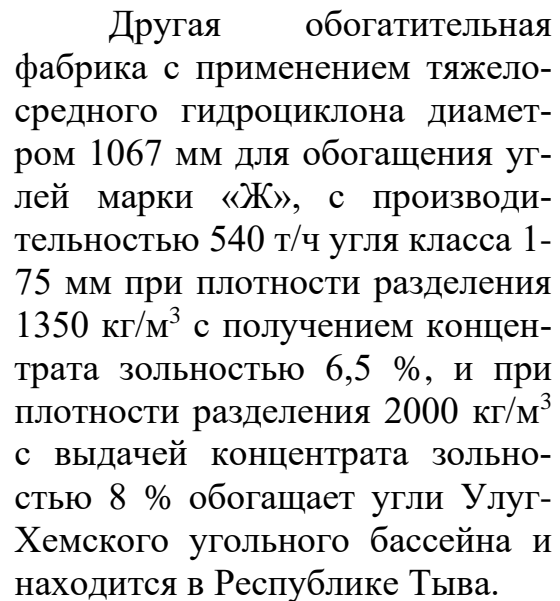 Другая обогатительная
фабрика с применением тяжело-
средного гидроциклона диамет-
ром 1067 мм для обогащения уг-
лей марки «Ж», с производи-
тельностью 540 т/ч угля класса 1-
75 мм при плотности разделения
1350 кг/м³ с получением концен-
трата зольностью 6,5 %, и при
плотности разделения 2000 кг/м³
с выдачей концентрата зольно-
стью 8 % обогащает угли Улуг-
Хемского угольного бассейна и
находится в Республике Тыва.